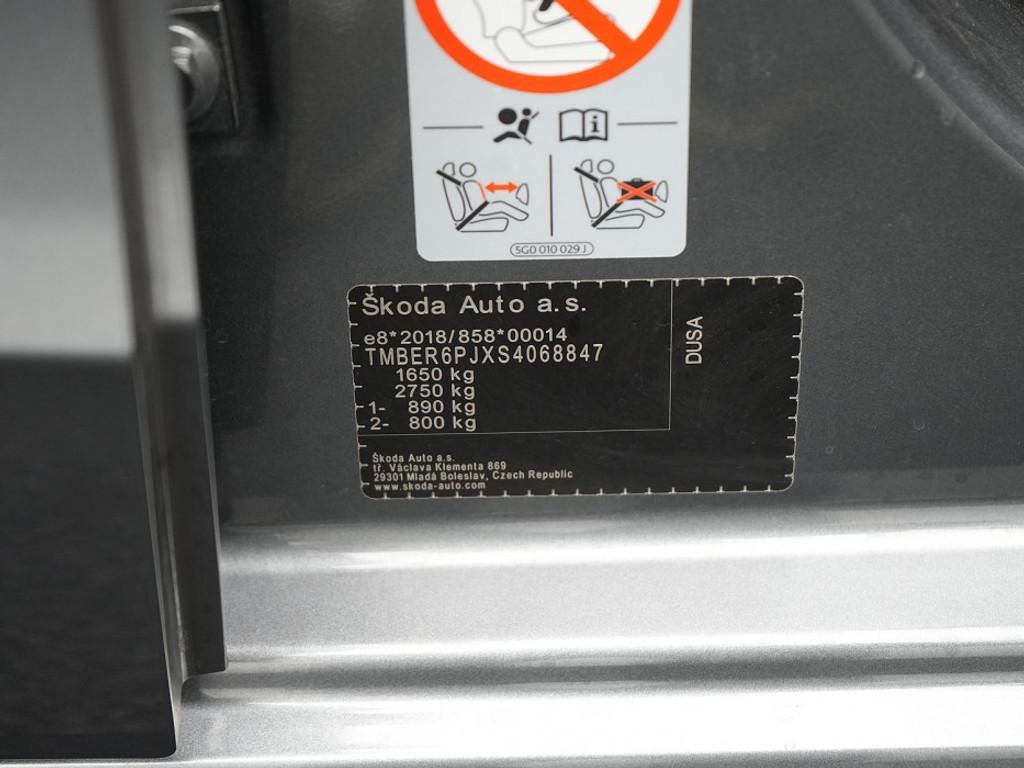 5G0 010 029 J
Škoda Auto a.s.
e8*2018/858*00014
TMBER6PJXS4068847
1650 kg
2750 kg
1- 890 kg
2- 800 kg
DUSA
Škoda Auto a.s.
tř. Václava Klementa 869
29301 Mladá Boleslav, Czech Republic
www.skoda-auto.com